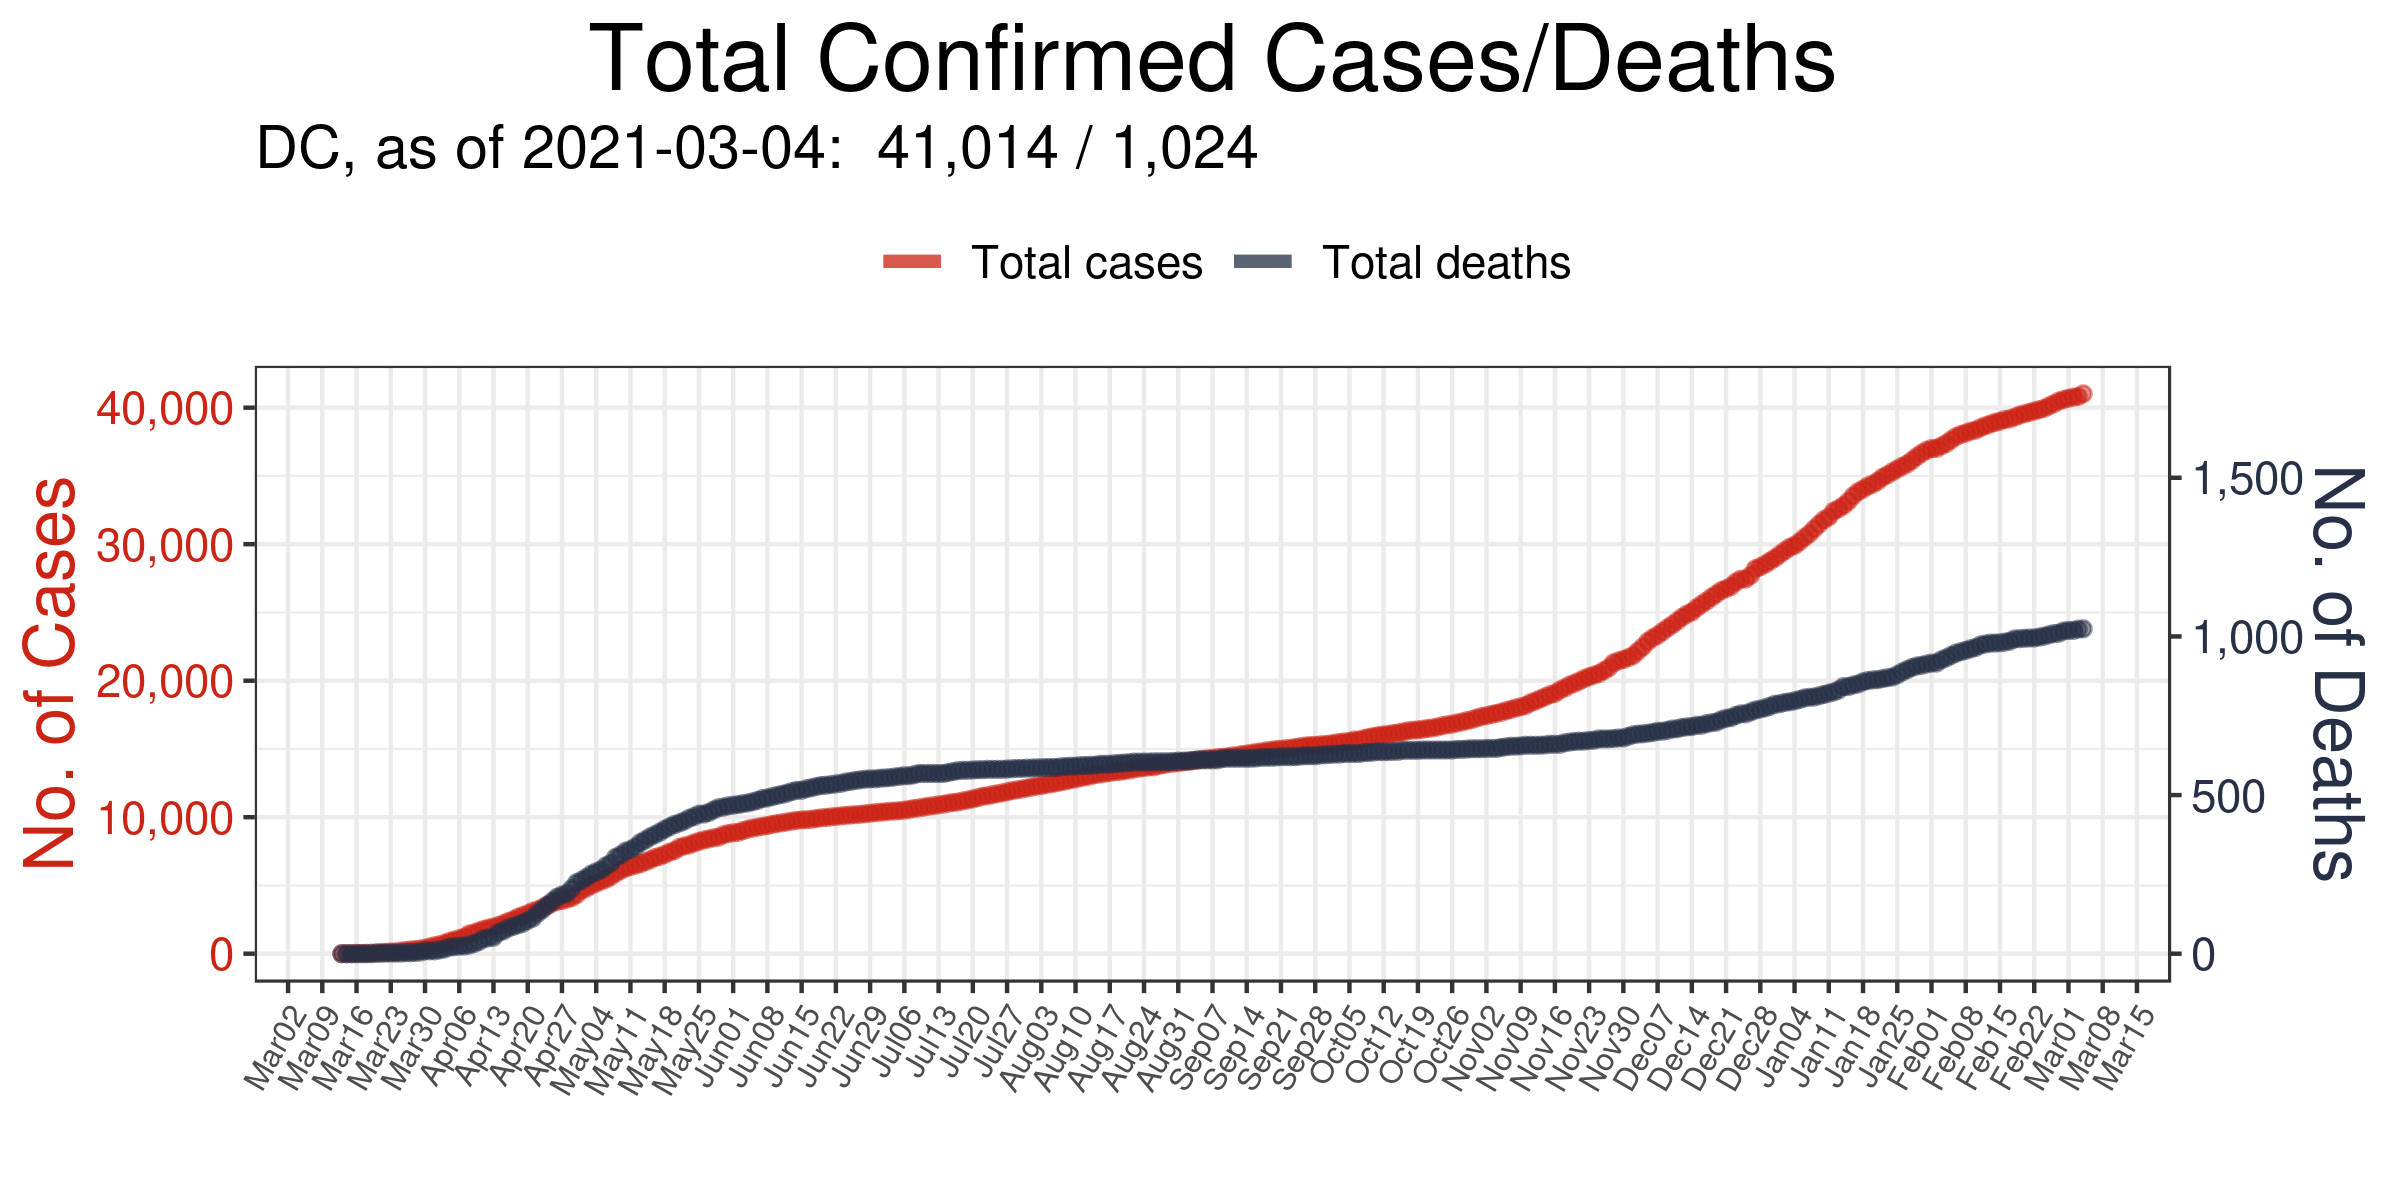 Total Confirmed Cases/Deaths
DC, as of 2021-03-04:  41,014 / 1,024
Total cases
Total deaths
No. of Cases
40,000
30,000
20,000
10,000
0
1,500
1,000
500
0
No. of Deaths
Mar02
Mar09
Mar16
Mar23
Mar30
Apr06
Apr13
Apr20
Apr27
May04
May11
May18
May25
Jun01
Jun08
Jun15
Jun22
Jun29
Jul06
Jul13
Jul20
Jul27
Aug03
Aug10
Aug17
Aug24
Aug31
Sep07
Sep14
Sep21
Sep28
Oct05
Oct12
Oct19
Oct26
Nov02
Nov09
Nov16
Nov23
Nov30
Dec07
Dec14
Dec21
Dec28
Jan04
Jan11
Jan18
Jan25
Feb01
Feb08
Feb15
Feb22
Mar01
Mar08
Mar15